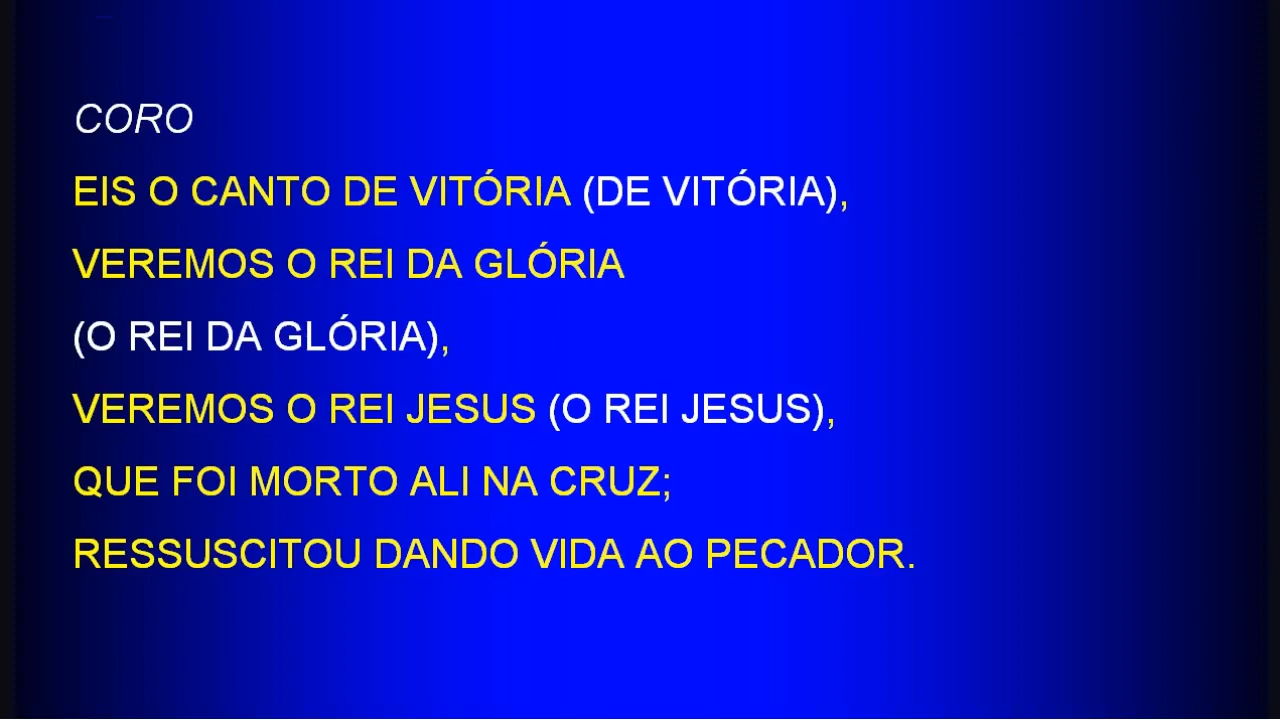 CORO
EIS O CANTO DE VITÓRIA (DE VITÓRIA),
VEREMOS O REI DA GLÓRIA
(O REI DA GLÓRIA),
VEREMOS O REI JESUS (O REI JESUS),
QUE FOI MORTO ALI NA CRUZ;
RESSUSCITOU DANDO VIDA AO PECADOR.